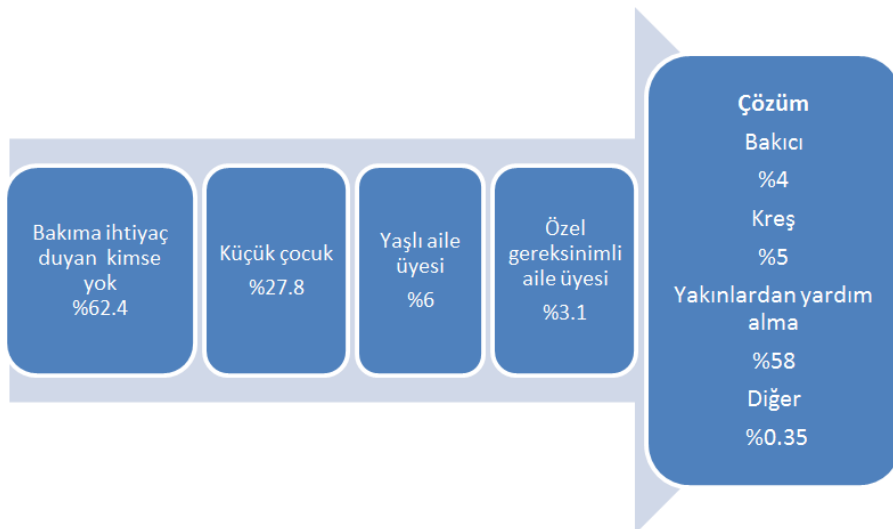 Bakıma ihtiyaç
duyan kimse
yok
%62.4
Küçük çocuk
%27.8
Yaşlı aile
üyesi
%6
Özel
gereksinimli
aile üyesi
%3.1
Çözüm
Bakıcı
%4
Kreş
%5
Yakınlardan yardım
alma
%58
Diğer
%0.35